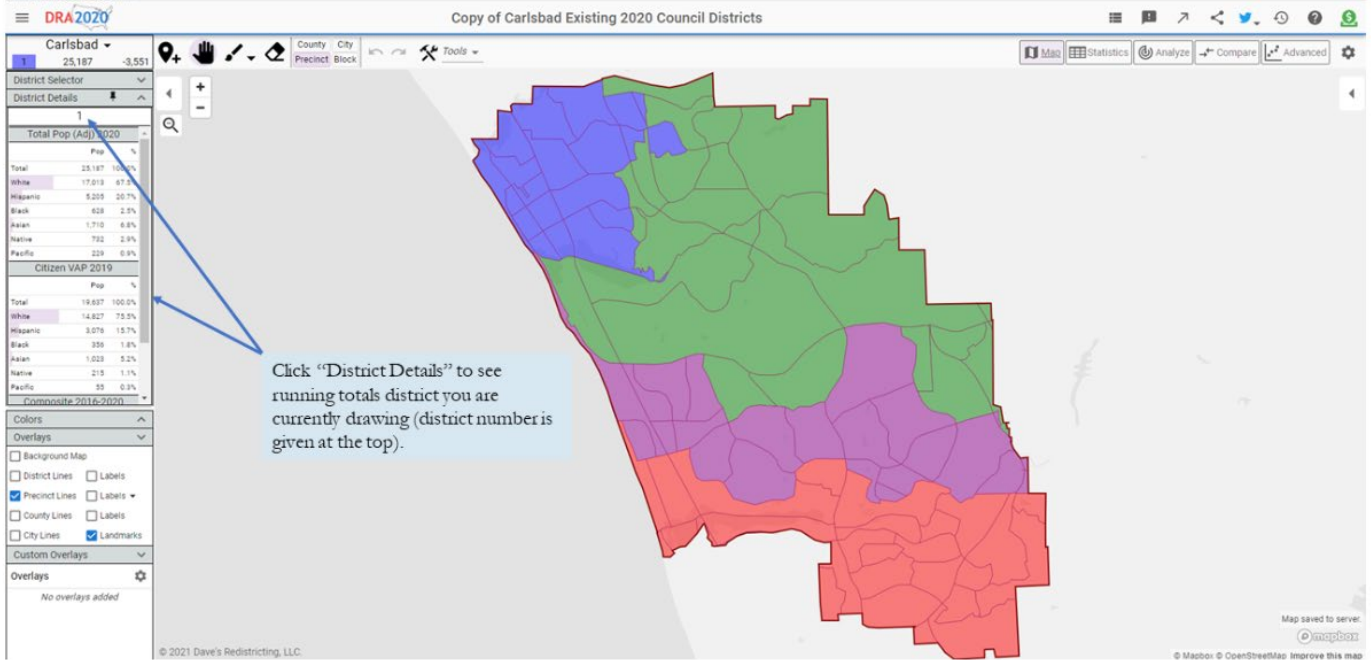 DRA2020
Copy of Carlsbad Existing 2020 Council Districts
Carlsbad
1 25,187 -3,551
County City
Precinct Block
Tools
Map Statistics Analyze Compare Advanced
District Selector
District Details
1
Total Pop (Adj) 2020
Pop %
Total 25,187 100.0%
White 17,013 67.5%
Hispanic 5,205 20.7%
Black 628 2.5%
Asian 1,710 6.8%
Native 732 2.9%
Pacific 229 0.9%
Citizen VAP 2019
Pop %
Total 19,637 100.0%
White 14,827 75.5%
Hispanic 3,076 15.7%
Black 356 1.8%
Asian 1,023 5.2%
Native 215 1.1%
Pacific 55 0.3%
Composite 2016-2020
Colors
Overlays
Background Map
District Lines Labels
Precinct Lines Labels
County Lines Labels
City Lines Landmarks
Custom Overlays
Overlays
No overlays added
Click “District Details” to see
running totals district you are
currently drawing (district number is
given at the top).
© 2021 Dave's Redistricting, LLC.
Map saved to server.
mapbox
© Mapbox © OpenStreetMap Improve this map